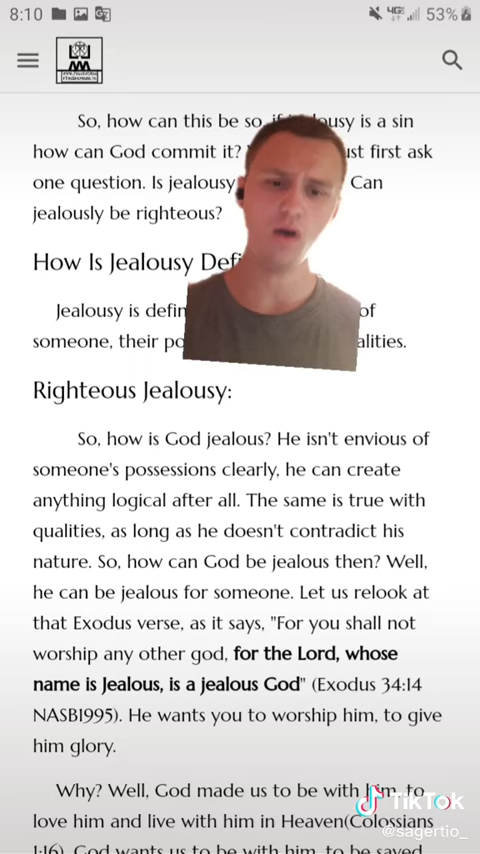 8:10
4GE
53%
So, how can this be so, if jealousy is a sin
how can God commit it? ust first ask
one question. Is jealousy Can
jealously be righteous?
How Is Jealousy Defi
Jealousy is defin of
someone, their po alities.
Righteous Jealousy:
So, how is God jealous? He isn't envious of
someone's possessions clearly, he can create
anything logical after all. The same is true with
qualities, as long as he doesn't contradict his
nature. So, how can God be jealous then? Well,
he can be jealous for someone. Let us relook at
that Exodus verse, as it says, "For you shall not
worship any other god, for the Lord, whose
name is Jealous, is a jealous God" (Exodus 34:14
NASB1995). He wants you to worship him, to give
him glory.
Why? Well, God made us to be with him, to
love him and live with him in Heaven(Colossians
1:16). God wants us to be with him, to be saved
TikTok
@sagertio_